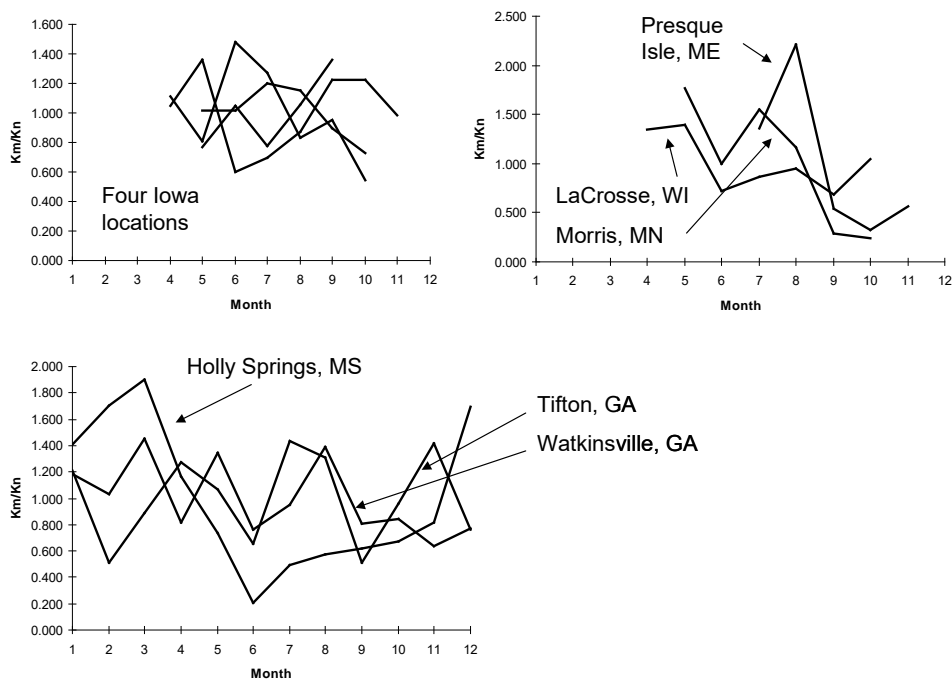 1.600
1.400
1.200
1.000
0.800
0.600
0.400
0.200
0.000
Km/Kn
Four Iowa
locations
1 2 3 4 5 6 7 8 9 10 11 12
Month
2.500
2.000
1.500
1.000
0.500
0.000
Km/Kn
Presque
Isle, ME
LaCrosse, WI
Morris, MN
1 2 3 4 5 6 7 8 9 10 11 12
Month
2.000
1.800
1.600
1.400
1.200
1.000
0.800
0.600
0.400
0.200
0.000
Km/Kn
Holly Springs, MS
Tifton, GA
Watkinsville, GA
1 2 3 4 5 6 7 8 9 10 11 12
Month